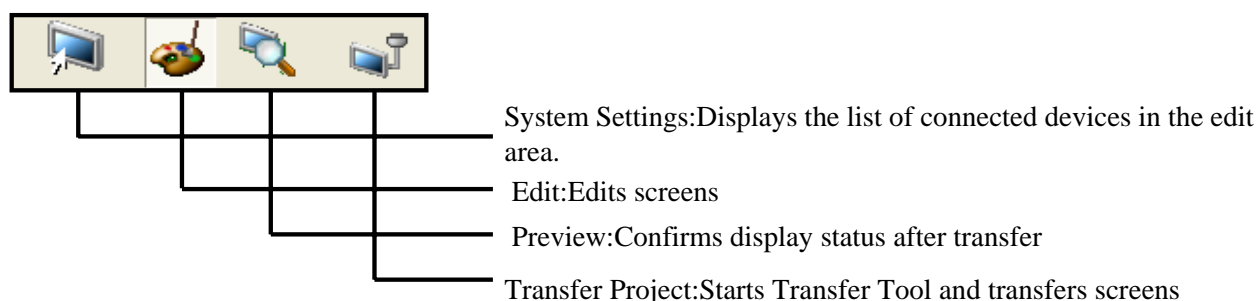 System Settings:Displays the list of connected devices in the edit
area.
Edit:Edits screens
Preview:Confirms display status after transfer
Transfer Project:Starts Transfer Tool and transfers screens